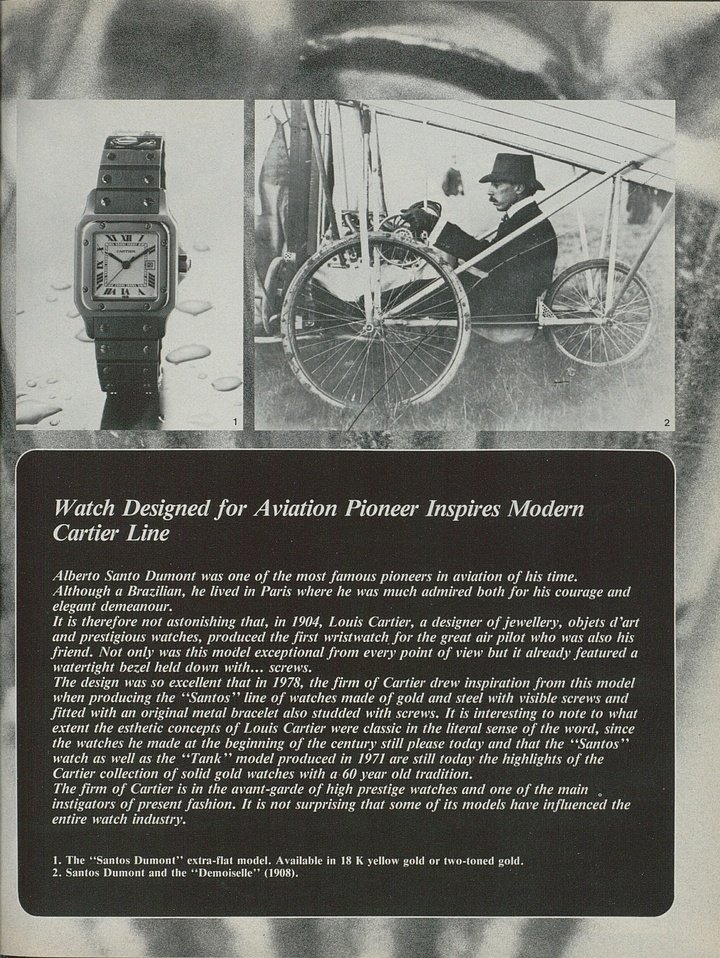 CARTIER
1
2
Watch Designed for Aviation Pioneer Inspires Modern
Cartier Line
Alberto Santo Dumont was one of the most famous pioneers in aviation of his time.
Although a Brazilian, he lived in Paris where he was much admired both for his courage and
elegant demeanour.
It is therefore not astonishing that, in 1904, Louis Cartier, a designer of jewellery, objets d'art
and prestigious watches, produced the first wristwatch for the great air pilot who was also his
friend. Not only was this model exceptional from every point of view but it already featured a
watertight bezel held down with... screws.
The design was so excellent that in 1978, the firm of Cartier drew inspiration from this model
when producing the "Santos" line of watches made of gold and steel with visible screws and
fitted with an original metal bracelet also studded with screws. It is interesting to note to what
extent the esthetic concepts of Louis Cartier were classic in the literal sense of the word, since
the watches he made at the beginning of the century still please today and that the "Santos"
watch as well as the "Tank" model produced in 1971 are still today the highlights of the
Cartier collection of solid gold watches with a 60 year old tradition.
The firm of Cartier is in the avant-garde of high prestige watches and one of the main
instigators of present fashion. It is not surprising that some of its models have influenced the
entire watch industry.
1. The "Santos Dumont" extra-flat model. Available in 18 K yellow gold or two-toned gold.
2. Santos Dumont and the "Demoiselle" (1908).